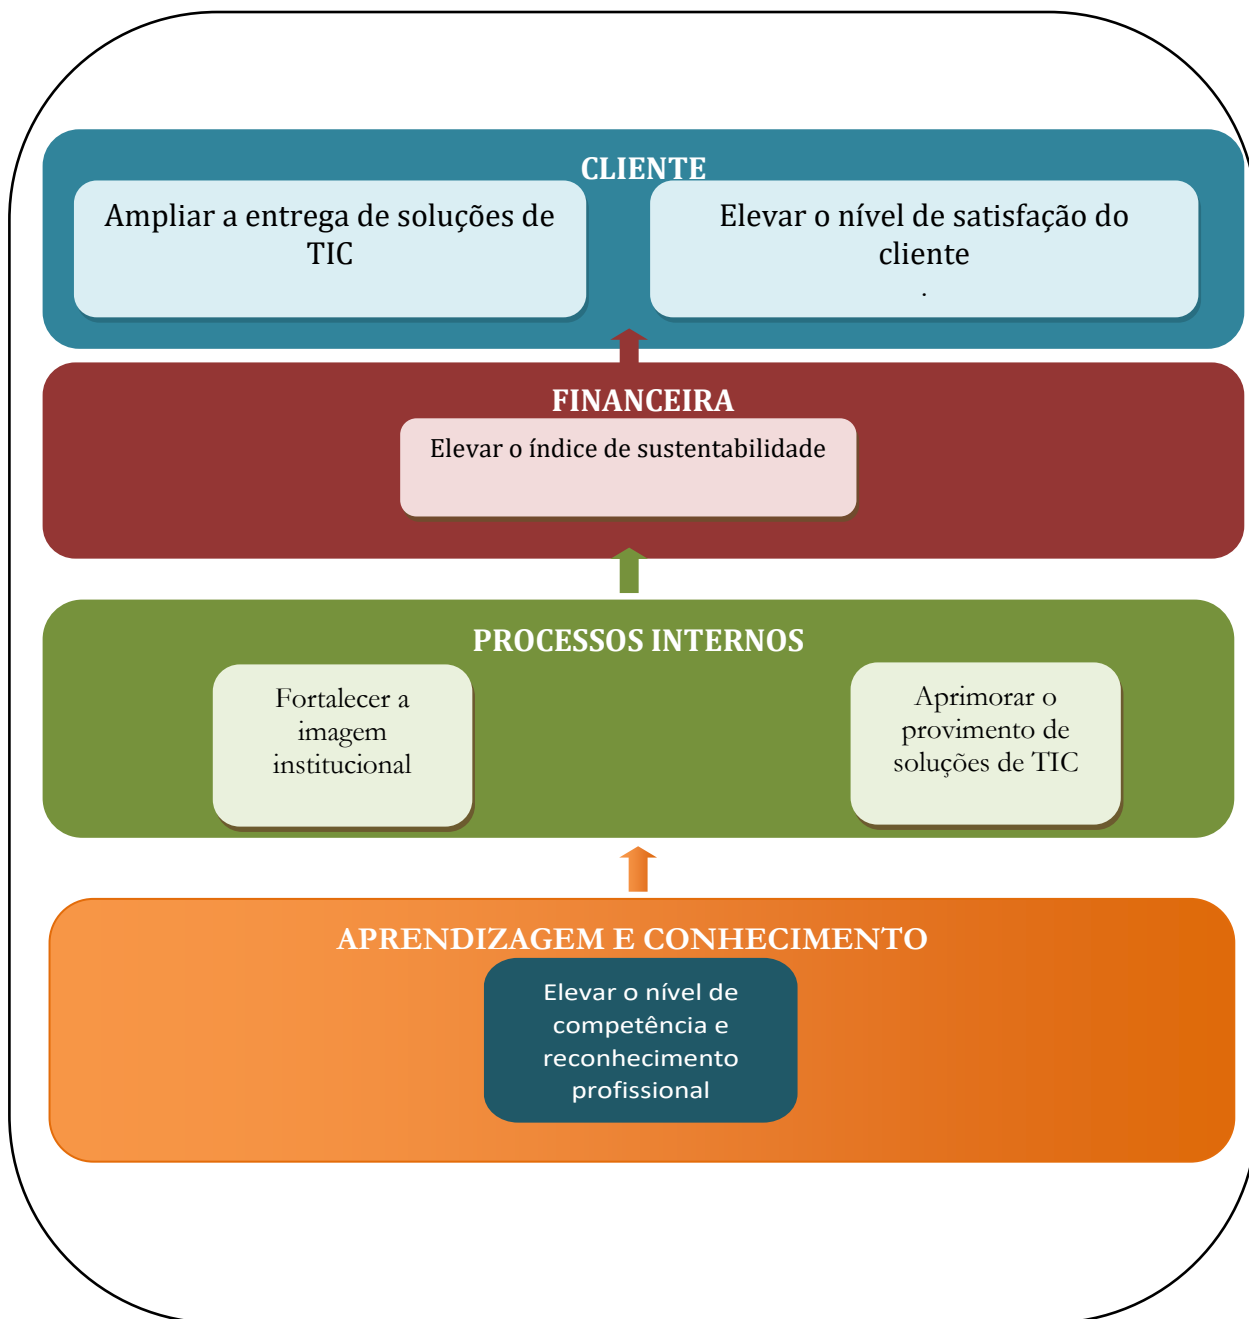 CLIENTE
Ampliar a entrega de soluções de
TIC
Elevar o nível de satisfação do
cliente
.
FINANCEIRA
Elevar o índice de sustentabilidade
PROCESSOS INTERNOS
Fortalecer a
imagem
institucional
Aprimorar o
provimento de
soluções de TIC
APRENDIZAGEM E CONHECIMENTO
Elevar o nível de
competência e
reconhecimento
profissional